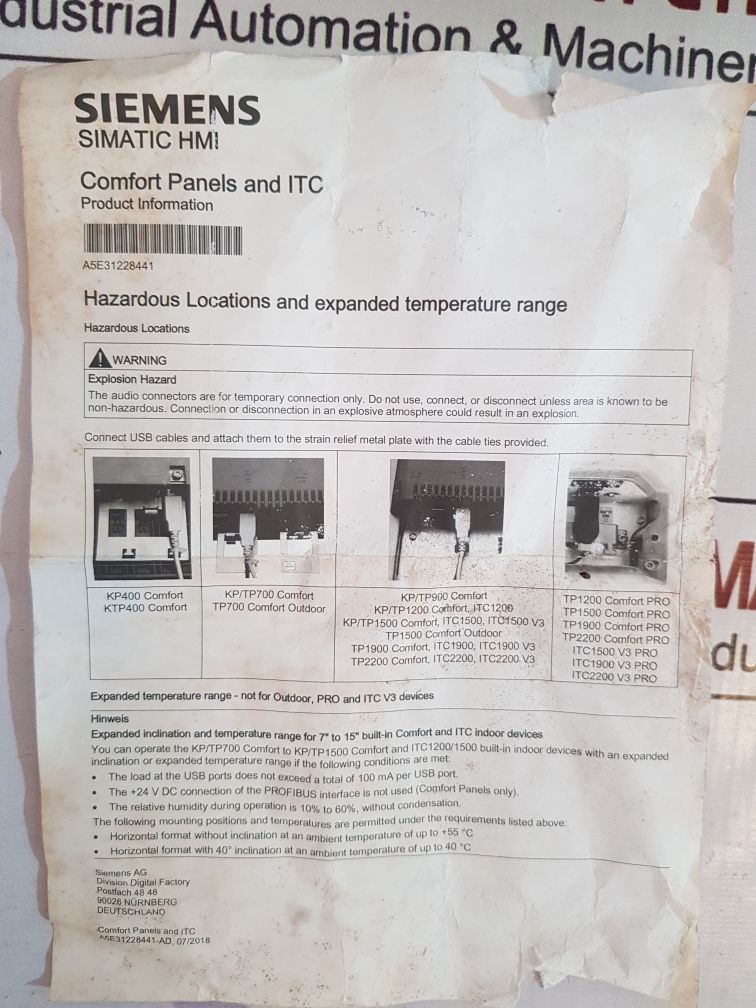 dustrial Automation & Machiner
SIEMENS
SIMATIC HMI
Comfort Panels and ITC
Product Information
A5E31228441
Hazardous Locations and expanded temperature range
Hazardous Locations
WARNING
Explosion Hazard
The audio connectors are for temporary connection only. Do not use, connect, or disconnect unless area is known to be
non-hazardous. Connection or disconnection in an explosive atmosphere could result in an explosion.
Connect USB cables and attach them to the strain relief metal plate with the cable ties provided.
KP400 Comfort
KTP400 Comfort
KP/TP700 Comfort
TP700 Comfort Outdoor
KP/TP900 Comfort
KP/TP1200 Comfort, ITC1200
KP/TP1500 Comfort, ITC1500, ITC1500 V3
TP1500 Comfort Outdoor
TP1900 Comfort, ITC1900, ITC1900 V3
TP2200 Comfort, ITC2200, ITC2200 V3
TP1200 Comfort PRO
TP1500 Comfort PRO
TP1900 Comfort PRO
TP2200 Comfort PRO
ITC1500 V3 PRO
ITC1900 V3 PRO
ITC2200 V3 PRO
Expanded temperature range - not for Outdoor, PRO and ITC V3 devices
Hinweis
Expanded inclination and temperature range for 7" to 15" built-in Comfort and ITC indoor devices
You can operate the KP/TP700 Comfort to KP/TP1500 Comfort and ITC1200/1500 built-in indoor devices with an expanded
inclination or expanded temperature range if the following conditions are met:
• The load at the USB ports does not exceed a total of 100 mA per USB port.
• The +24 V DC connection of the PROFIBUS interface is not used (Comfort Panels only).
• The relative humidity during operation is 10% to 60%, without condensation.
The following mounting positions and temperatures are permitted under the requirements listed above:
• Horizontal format without inclination at an ambient temperature of up to +55 °C
• Horizontal format with 40° inclination at an ambient temperature of up to 40 °C
Siemens AG
Division Digital Factory
Postfach 48 48
90026 NÜRNBERG
DEUTSCHLAND
Comfort Panels and ITC
A5E31228441-AD, 07/2018
MA
du